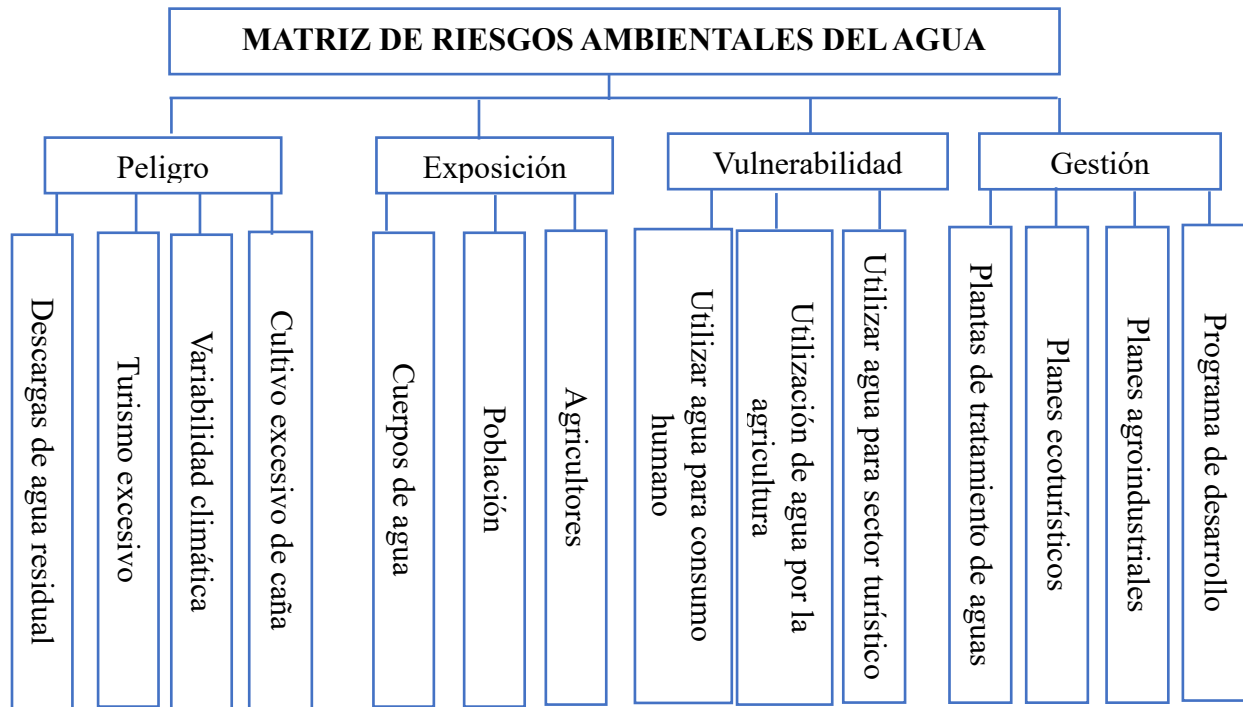 MATRIZ DE RIESGOS AMBIENTALES DEL AGUA
Peligro
Exposición
Vulnerabilidad
Gestión
Descargas de agua residual
Turismo excesivo
Variabilidad climática
Cultivo excesivo de caña
Cuerpos de agua
Población
Agricultores
Utilizar agua para consumo
humano
Utilización de agua por la
agricultura
Utilizar agua para sector turístico
Plantas de tratamiento de aguas
Planes ecoturísticos
Planes agroindustriales
Programa de desarrollo